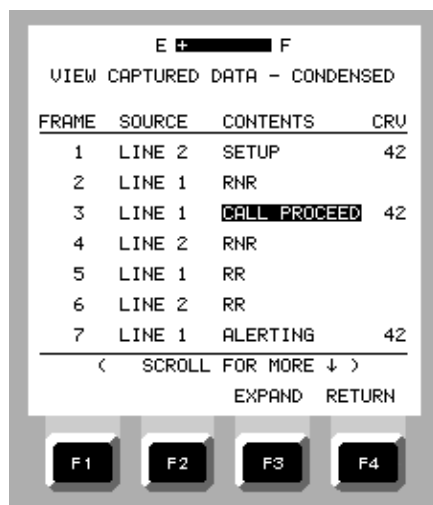 E + F
VIEW CAPTURED DATA - CONDENSED
FRAME SOURCE CONTENTS CRV
1 LINE 2 SETUP 42
2 LINE 1 RNR
3 LINE 1 CALL PROCEED 42
4 LINE 2 RNR
5 LINE 1 RR
6 LINE 2 RR
7 LINE 1 ALERTING 42
( SCROLL FOR MORE ↓ )
EXPAND RETURN
F1 F2 F3 F4